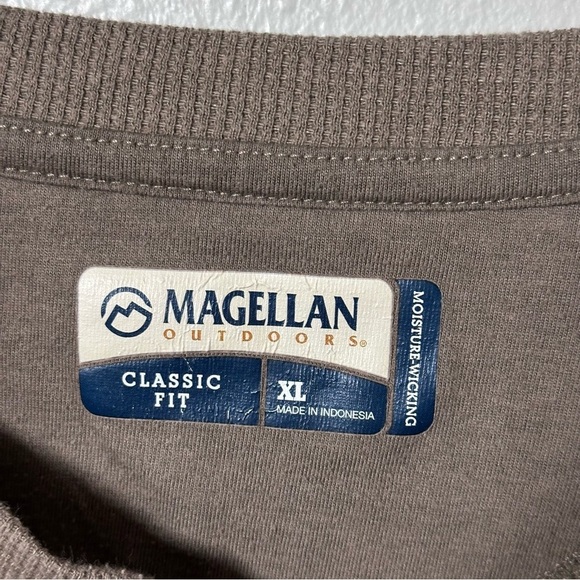 MAGELLAN
OUTDOORS®
CLASSIC
FIT
XL
MADE IN INDONESIA
MOISTURE-WICKING